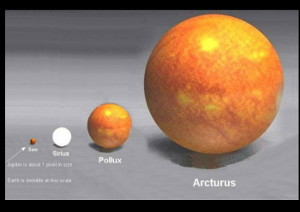 Sun
Sirius
Pollux
Arcturus
Jupiter is about 1 pixel in size
Earth is invisible at this scale